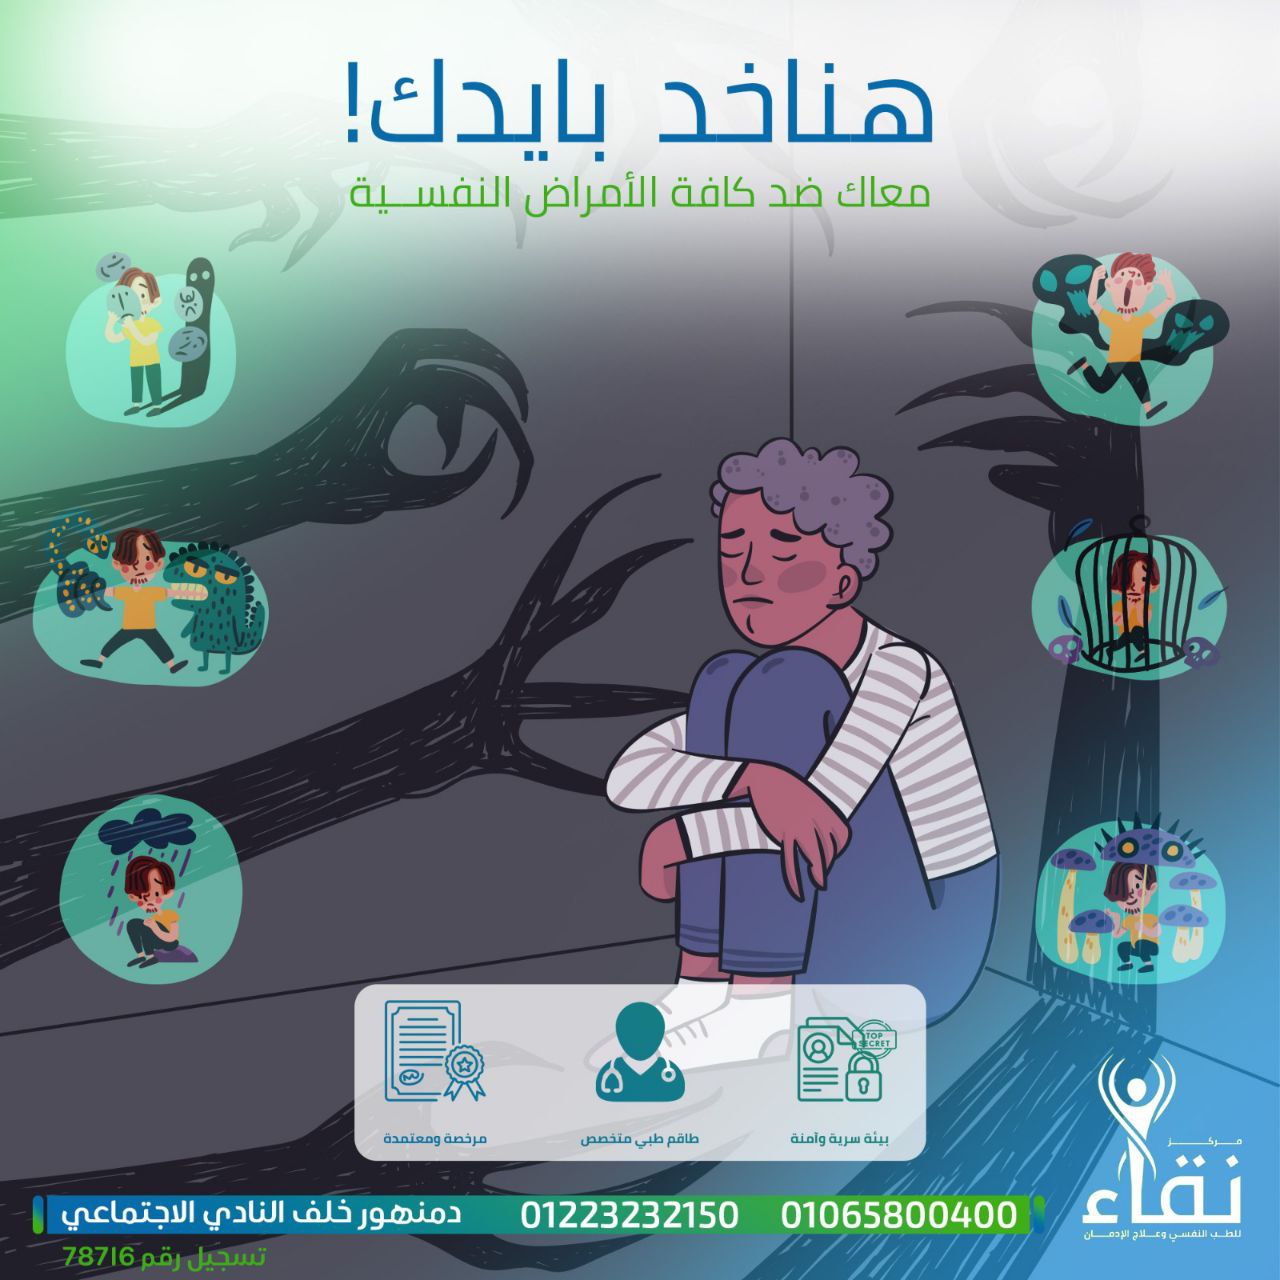 هناخد بايدك!
معاك ضد كافة الأمراض النفسية
TOP
SECRET
بيئة سرية وآمنة
طاقم طبي متخصص
مرخصة ومعتمدة
مركز
نقاء
للطب النفسي وعلاج الإدمان
01065800400
01223232150
دمنهور خلف النادي الاجتماعي
تسجيل رقم 78716